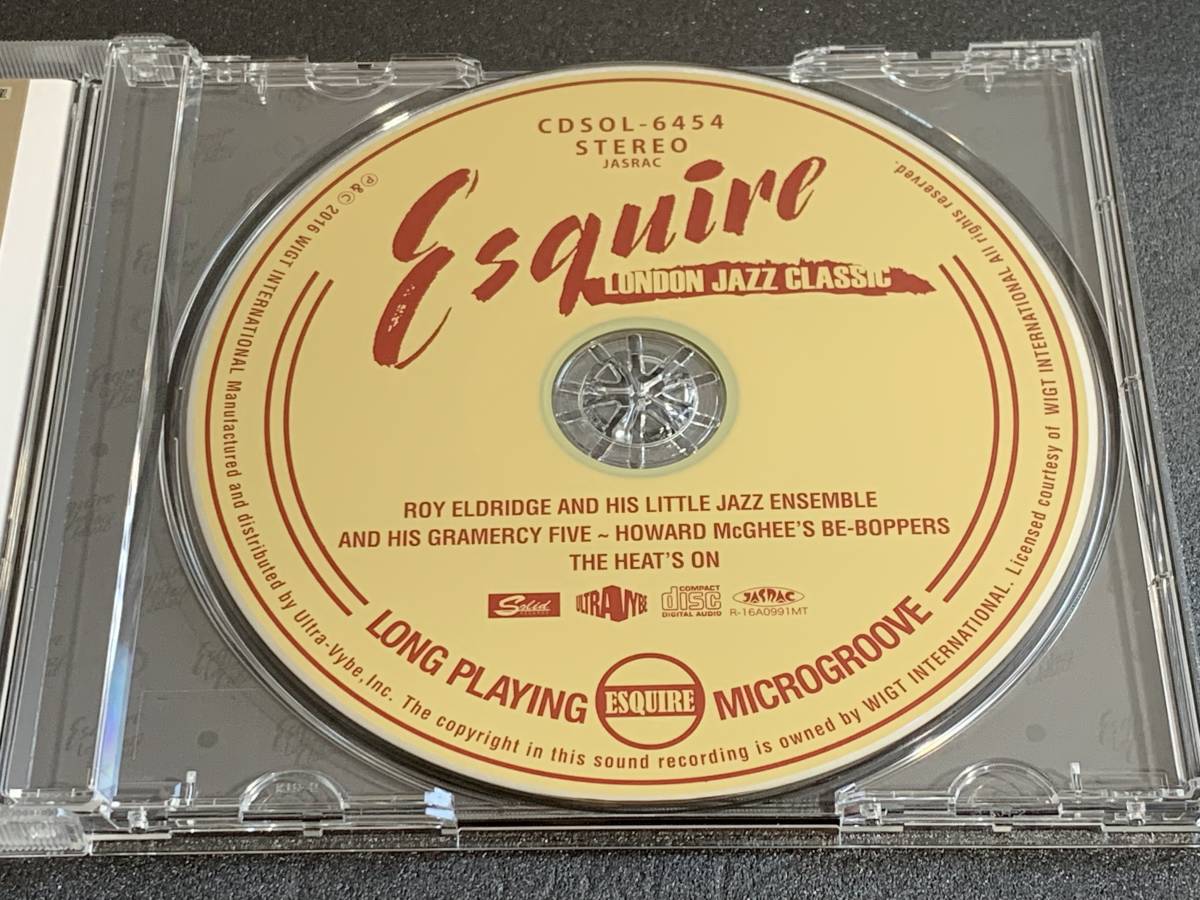 CDSOL-6454
STEREO
JASRAC
Esquire
LONDON JAZZ CLASSIC
ROY ELDRIDGE AND HIS LITTLE JAZZ ENSEMBLE
AND HIS GRAMERCY FIVE ~ HOWARD McGHEE'S BE-BOPPERS
THE HEAT'S ON
Solid RECORDS
ULTRAVYBE
COMPACT disc DIGITAL AUDIO
JASRAC
R-16A0991MT
LONG PLAYING ESQUIRE MICROGROOVE
℗&© 2016 WIGT INTERNATIONAL Manufactured and distributed by Ultra-Vybe,Inc. The copyright in this sound recording is owned by WIGT INTERNATIONAL. Licensed courtesy of WIGT INTERNATIONAL All rights reserved.